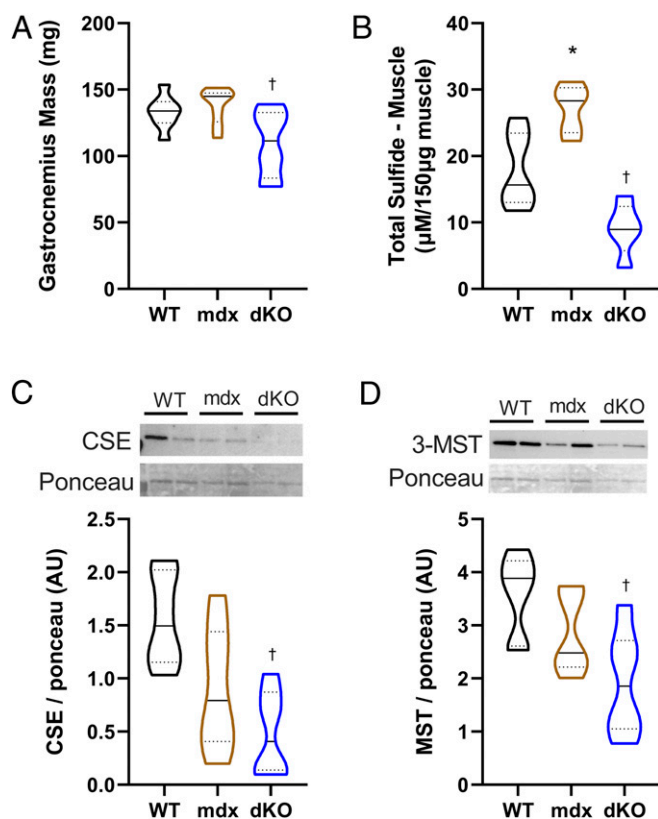 A
Gastrocnemius Mass (mg)
200
150
100
50
0
†
WT mdx dKO
B
Total Sulfide - Muscle
(µM/150µg muscle)
40
30
20
10
0
*
†
WT mdx dKO
C
WT mdx dKO
CSE
Ponceau
CSE / ponceau (AU)
2.5
2.0
1.5
1.0
0.5
0.0
†
WT mdx dKO
D
WT mdx dKO
3-MST
Ponceau
MST / ponceau (AU)
5
4
3
2
1
0
†
WT mdx dKO